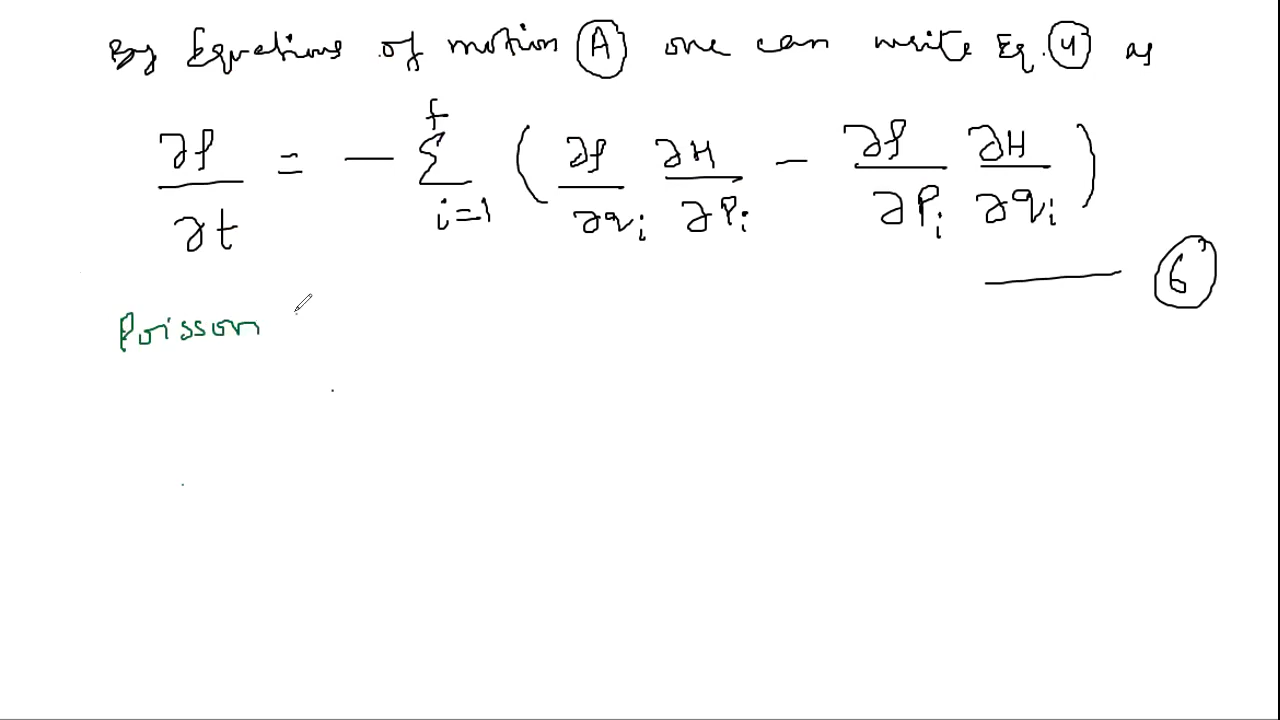 By Equations of motion (A) one can write Eq. (4) as
∂ρ/∂t = - Σ_{i=1}^{f} ( ∂ρ/∂q_i ∂H/∂P_i - ∂ρ/∂P_i ∂H/∂q_i )
——— (6)
Poisson